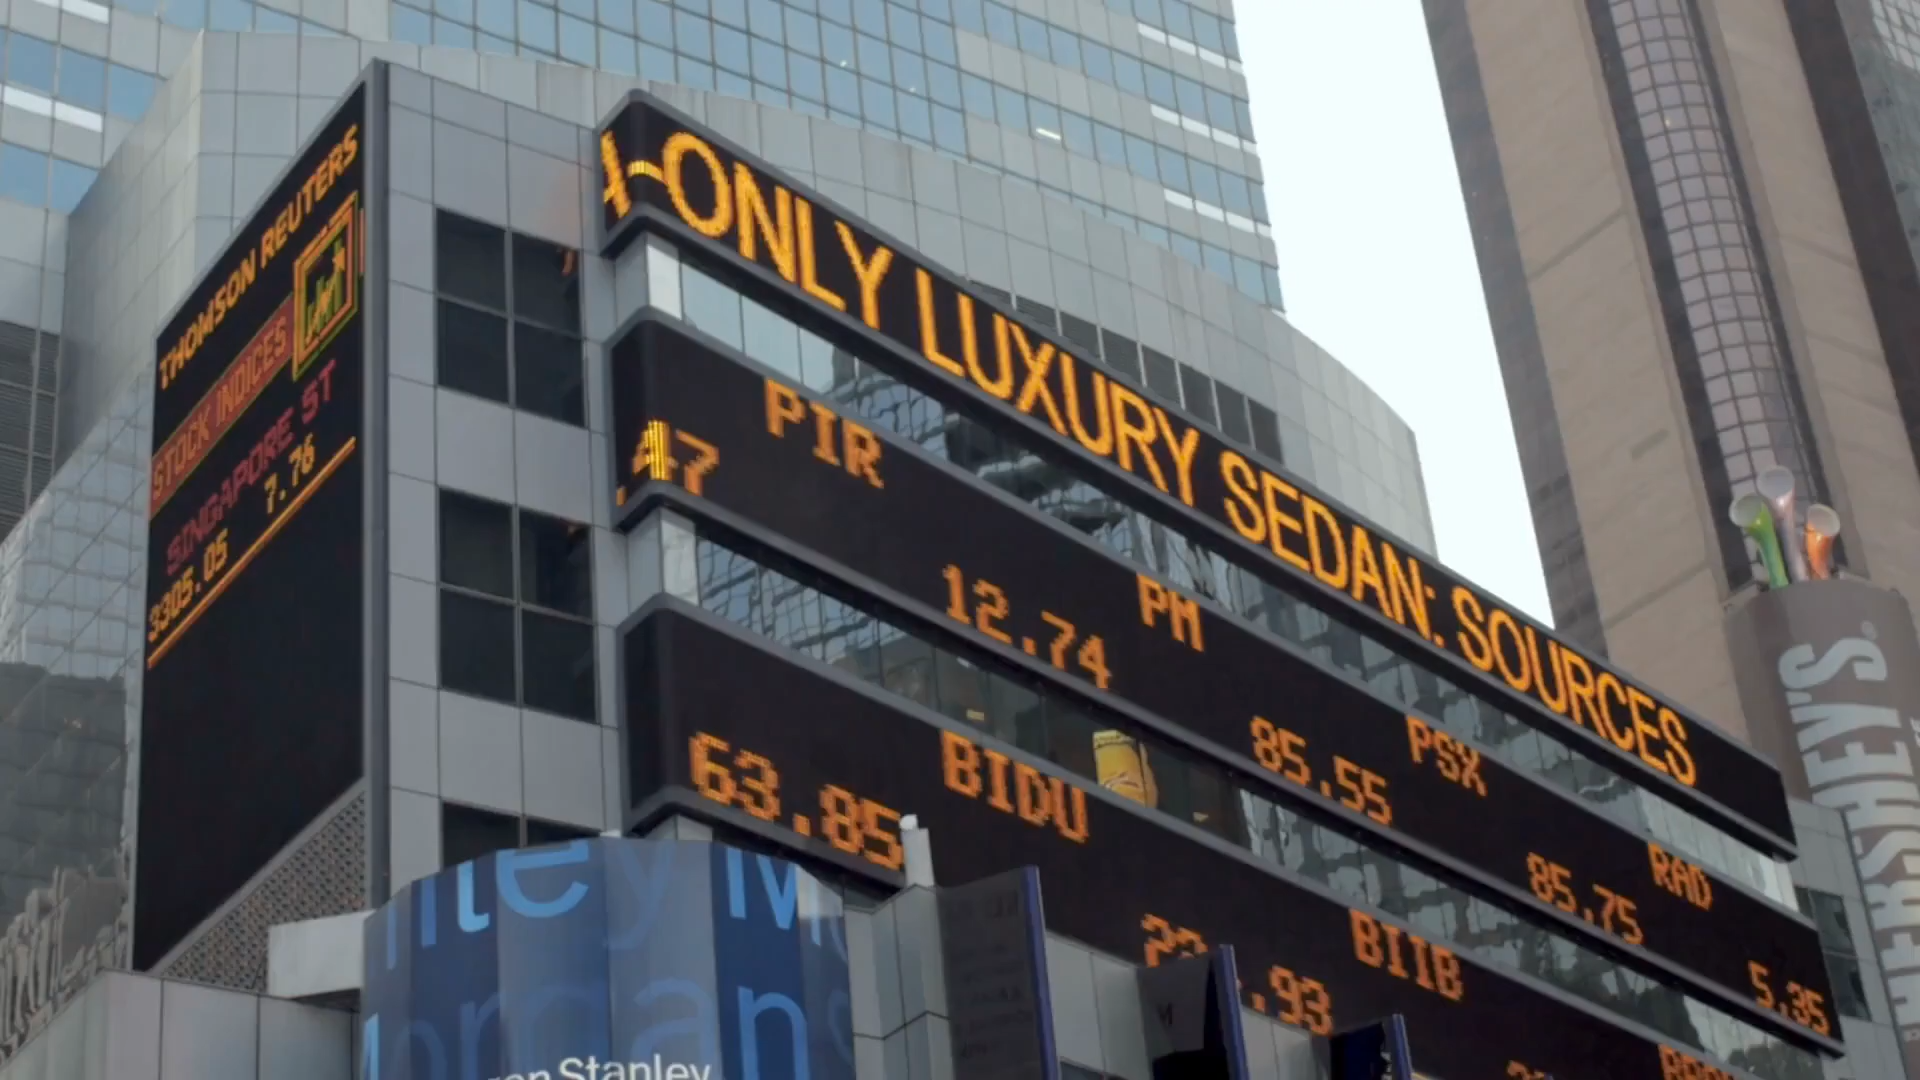 THOMSON REUTERS
STOCK INDICES
SINGAPORE ST
3305.05 7.76
-ONLY LUXURY SEDAN: SOURCES
.47 PIR 12.74 PM 85.55 PSX 85.75 RAD 5.35
63.85 BIDU .93 BIIB
HERSHEY'S
Stanley